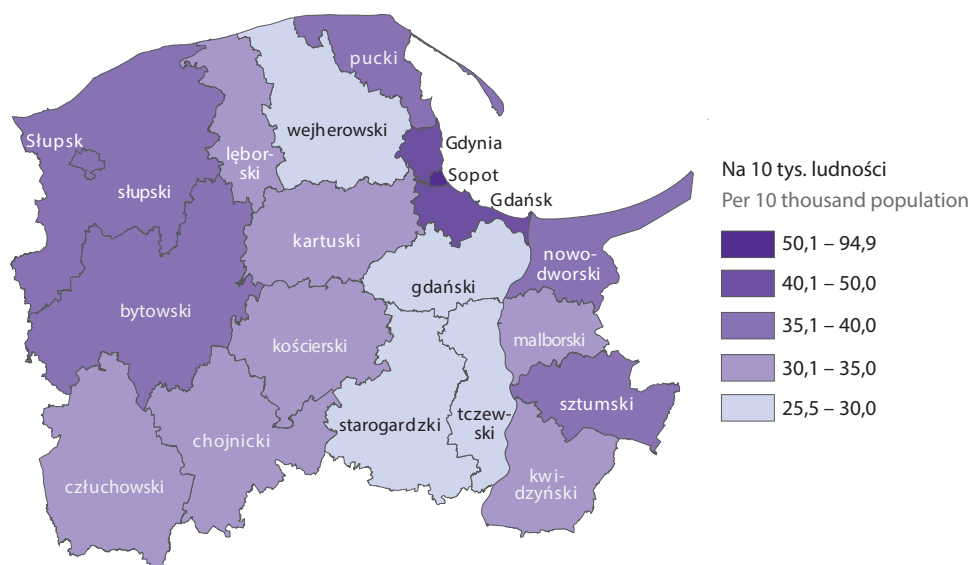 pucki
Gdynia
wejherowski
Słupsk
lębor-
ski
Sopot
słupski
Gdańsk
kartuski
nowo-
dworski
gdański
bytowski
kościerski
malborski
sztumski
starogardzki
tczew-
ski
chojnicki
człuchowski
kwi-
dzyński
Na 10 tys. ludności
Per 10 thousand population
50,1 – 94,9
40,1 – 50,0
35,1 – 40,0
30,1 – 35,0
25,5 – 30,0